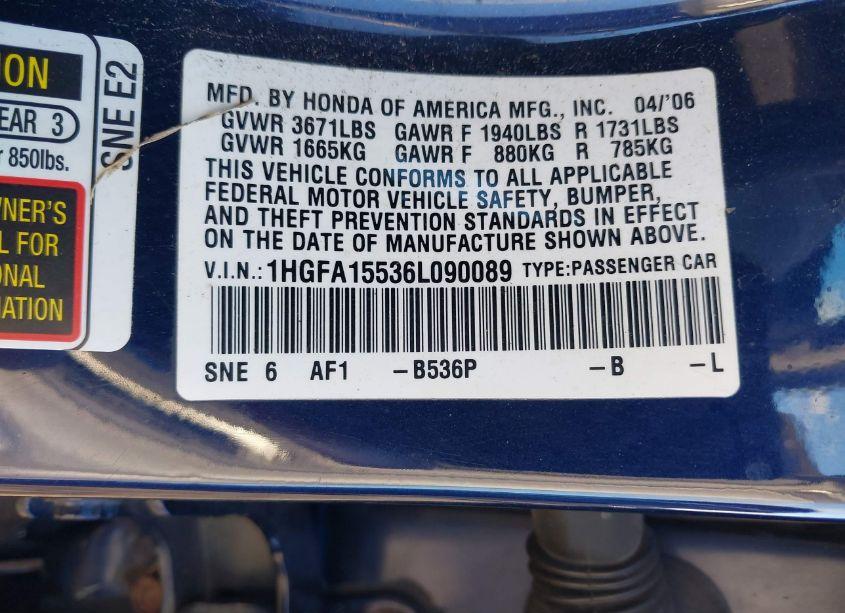 ION
EAR 3
850lbs.
SNE E2
WNER'S
L FOR
ONAL
MATION
MFD. BY HONDA OF AMERICA MFG., INC. 04/'06
GVWR 3671LBS GAWR F 1940LBS R 1731LBS
GVWR 1665KG GAWR F 880KG R 785KG
THIS VEHICLE CONFORMS TO ALL APPLICABLE
FEDERAL MOTOR VEHICLE SAFETY, BUMPER,
AND THEFT PREVENTION STANDARDS IN EFFECT
ON THE DATE OF MANUFACTURE SHOWN ABOVE.
V.I.N.: 1HGFA15536L090089 TYPE:PASSENGER CAR
SNE 6 AF1 -B536P -B -L